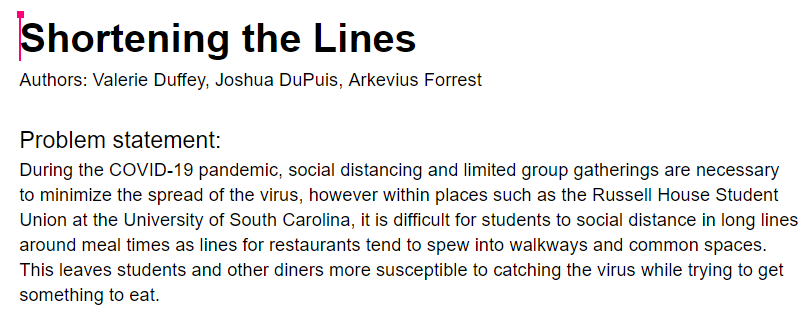 Shortening the Lines
Authors: Valerie Duffey, Joshua DuPuis, Arkevius Forrest
Problem statement:
During the COVID-19 pandemic, social distancing and limited group gatherings are necessary
to minimize the spread of the virus, however within places such as the Russell House Student
Union at the University of South Carolina, it is difficult for students to social distance in long lines
around meal times as lines for restaurants tend to spew into walkways and common spaces.
This leaves students and other diners more susceptible to catching the virus while trying to get
something to eat.